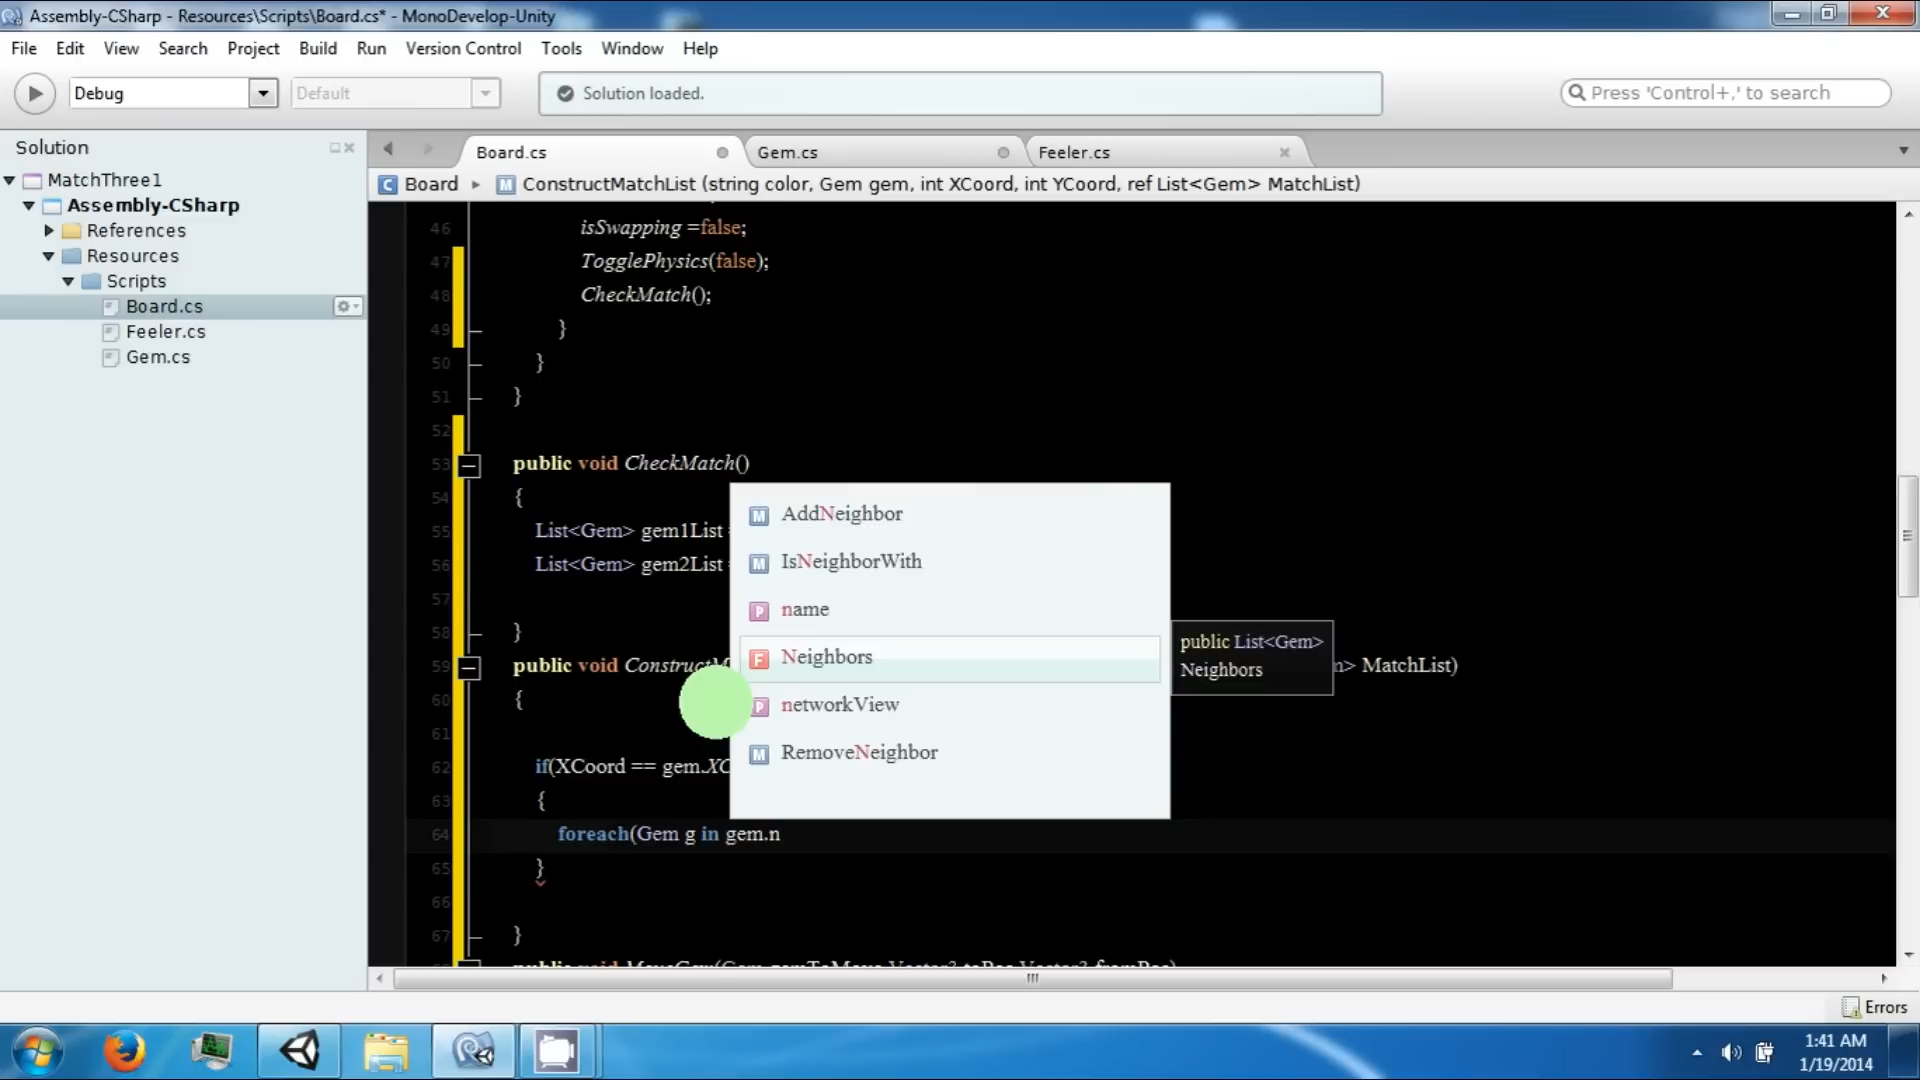 Assembly-CSharp - Resources\Scripts\Board.cs* - MonoDevelop-Unity
File Edit View Search Project Build Run Version Control Tools Window Help
Debug Default Solution loaded. Press 'Control+,' to search
Solution
MatchThree1
Assembly-CSharp
References
Resources
Scripts
Board.cs
Feeler.cs
Gem.cs
Board.cs Gem.cs Feeler.cs
Board ConstructMatchList (string color, Gem gem, int XCoord, int YCoord, ref List<Gem> MatchList)
46 isSwapping =false;
47 TogglePhysics(false);
48 CheckMatch();
49 }
50 }
51 }
52
53 public void CheckMatch()
54 {
55 List<Gem> gem1List
56 List<Gem> gem2List
57
58 }
59 public void ConstructM > MatchList)
60 {
61
62 if(XCoord == gem.XC
63 {
64 foreach(Gem g in gem.n
65 }
66
67 }
AddNeighbor
IsNeighborWith
name
Neighbors
networkView
RemoveNeighbor
public List<Gem>
Neighbors
Errors
1:41 AM
1/19/2014